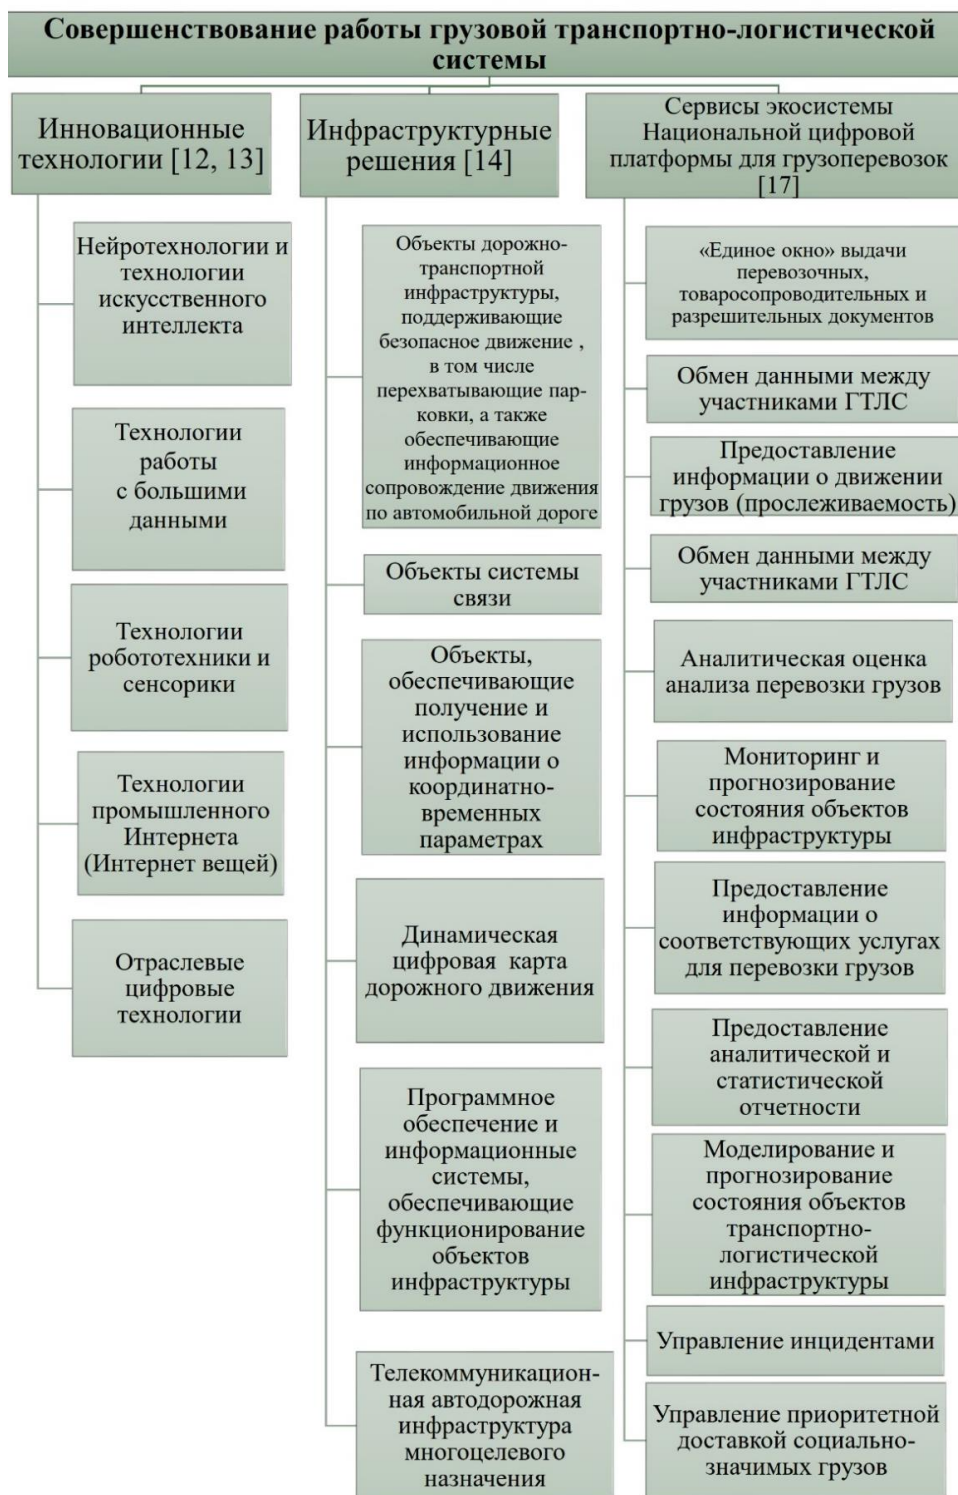 Совершенствование работы грузовой транспортно-логистической
системы
Инновационные
технологии [12, 13]
Нейротехнологии и
технологии
искусственного
интеллекта
Технологии
работы
с большими
данными
Технологии
робототехники и
сенсорики
Технологии
промышленного
Интернета
(Интернет вещей)
Отраслевые
цифровые
технологии
Инфраструктурные
решения [14]
Объекты дорожно-
транспортной
инфраструктуры,
поддерживающие
безопасное движение ,
в том числе
перехватывающие пар-
ковки, а также
обеспечивающие
информационное
сопровождение движения
по автомобильной дороге
Объекты системы
связи
Объекты,
обеспечивающие
получение и
использование
информации о
координатно-
временных
параметрах
Динамическая
цифровая карта
дорожного движения
Программное
обеспечение и
информационные
системы,
обеспечивающие
функционирование
объектов
инфраструктуры
Телекоммуникацион-
ная автодорожная
инфраструктура
многоцелевого
назначения
Сервисы экосистемы
Национальной цифровой
платформы для грузоперевозок
[17]
«Единое окно» выдачи
перевозочных,
товаросопроводительных и
разрешительных документов
Обмен данными между
участниками ГТЛС
Предоставление
информации о движении
грузов (прослеживаемость)
Обмен данными между
участниками ГТЛС
Аналитическая оценка
анализа перевозки грузов
Мониторинг и
прогнозирование
состояния объектов
инфраструктуры
Предоставление
информации о
соответствующих услугах
для перевозки грузов
Предоставление
аналитической и
статистической
отчетности
Моделирование и
прогнозирование
состояния объектов
транспортно-
логистической
инфраструктуры
Управление инцидентами
Управление приоритетной
доставкой социально-
значимых грузов